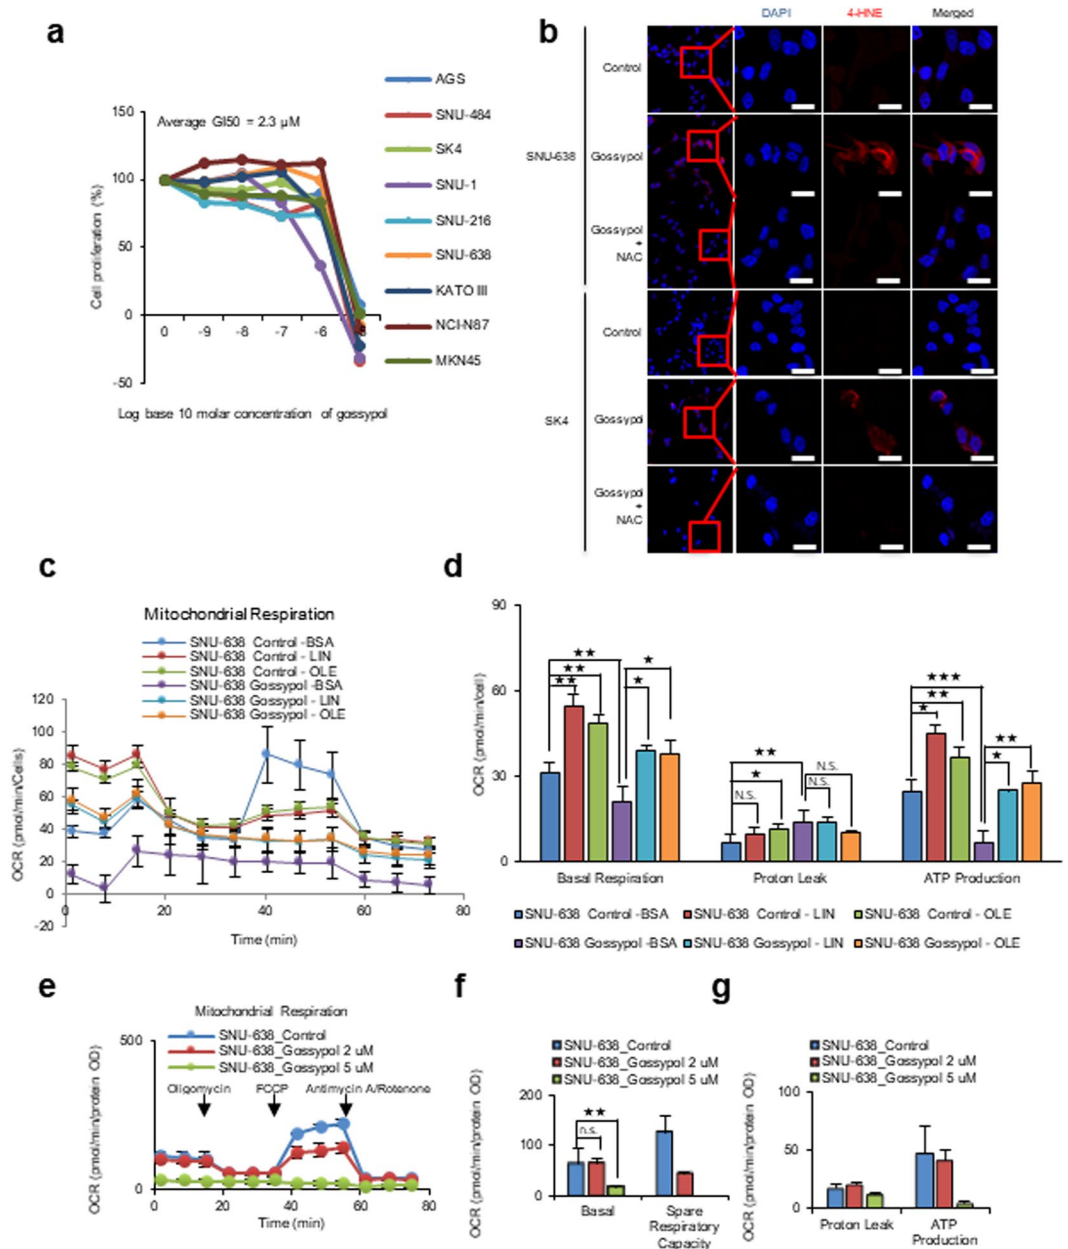 a
AGS
SNU-484
SK4
SNU-1
SNU-216
SNU-638
KATO III
NCI-N87
MKN45
Average GI50 = 2.3 µM
Cell proliferation (%)
150
100
50
0
-50
0 -9 -8 -7 -6
Log base 10 molar concentration of gossypol
b
DAPI 4-HNE Merged
SNU-638
Control
Gossypol
Gossypol
+
NAC
SK4
Control
Gossypol
Gossypol
+
NAC
c
Mitochondrial Respiration
SNU-638 Control -BSA
SNU-638 Control - LIN
SNU-638 Control - OLE
SNU-638 Gossypol -BSA
SNU-638 Gossypol - LIN
SNU-638 Gossypol - OLE
OCR (pmol/min/Cells)
120
100
80
60
40
20
0
-20
0 20 40 60 80
Time (min)
d
OCR (pmol/min/cell)
90
60
30
0
★★
★★
★★
★
★
★★
★
N.S.
N.S.
N.S.
★★★
★★
★
★★
★
Basal Respiration Proton Leak ATP Production
SNU-638 Control -BSA SNU-638 Control - LIN SNU-638 Control - OLE
SNU-638 Gossypol -BSA SNU-638 Gossypol - LIN SNU-638 Gossypol - OLE
e
Mitochondrial Respiration
SNU-638_Control
SNU-638_Gossypol 2 uM
SNU-638_Gossypol 5 uM
Oligomycin FCCP Antimycin A/Rotenone
OCR (pmol/min/protein OD)
500
0
0 20 40 60 80
Time (min)
f
SNU-638_Control
SNU-638_Gossypol 2 uM
SNU-638_Gossypol 5 uM
OCR (pmol/min/protein OD)
200
100
0
★★
n.s.
Basal Spare
Respiratory
Capacity
g
SNU-638_Control
SNU-638_Gossypol 2 uM
SNU-638_Gossypol 5 uM
OCR (pmol/min/protein OD)
100
50
0
Proton Leak ATP
Production